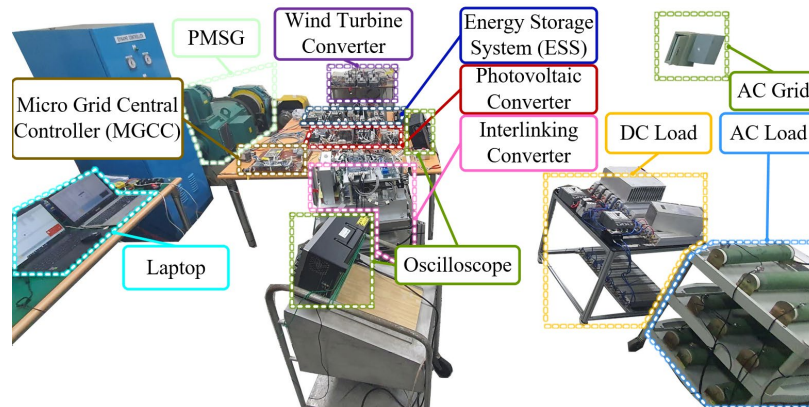 PMSG
Wind Turbine
Converter
Energy Storage
System (ESS)
Photovoltaic
Converter
Interlinking
Converter
Micro Grid Central
Controller (MGCC)
AC Grid
DC Load
AC Load
Laptop
Oscilloscope